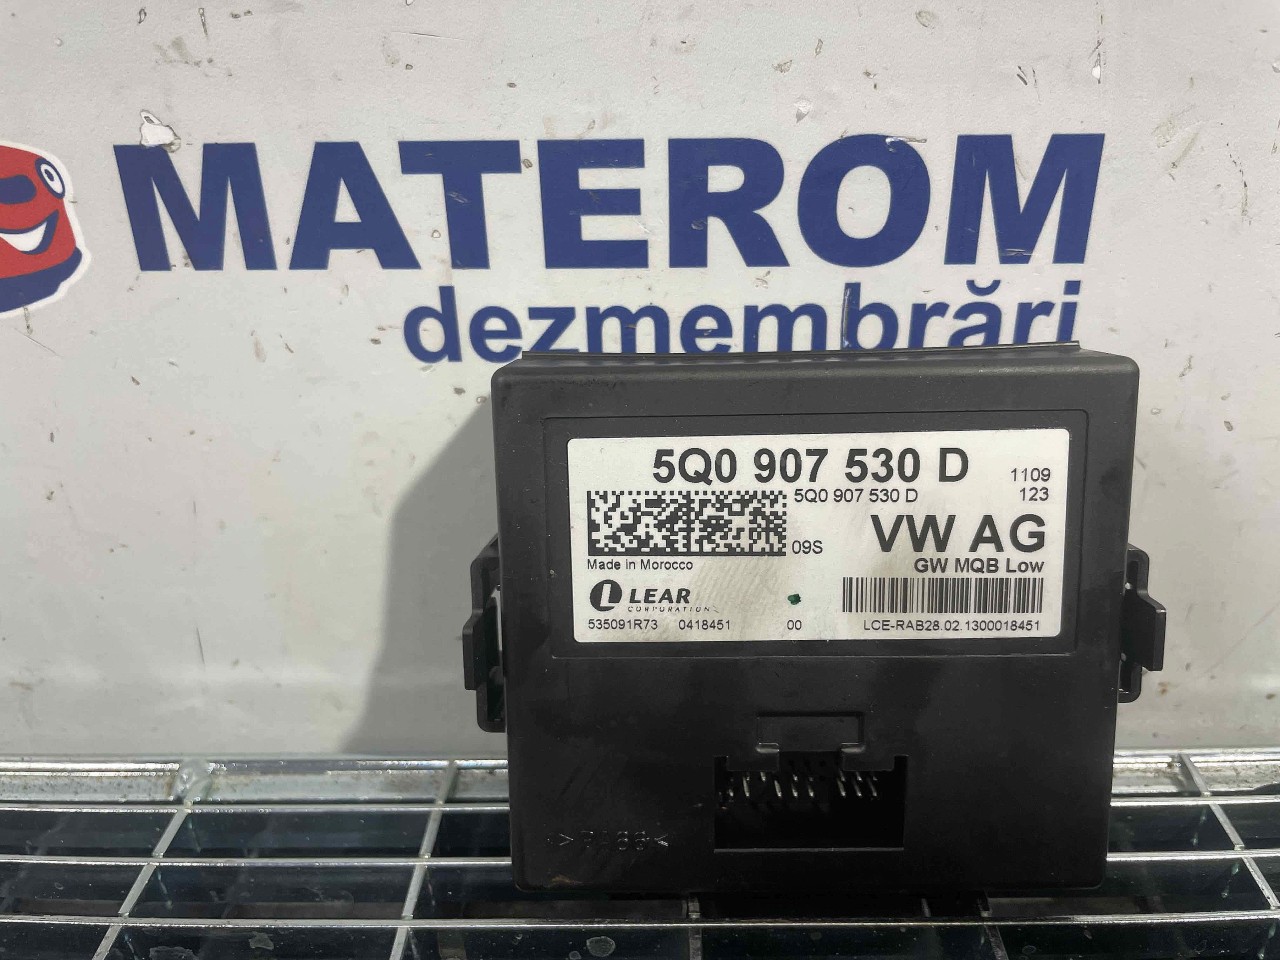 MATEROM
dezmembrări
5Q0 907 530 D
1109
5Q0 907 530 D
123
09S
VW AG
Made in Morocco
GW MQB Low
LEAR
CORPORATION
535091R73 0418451 00 LCE-RAB28.02.1300018451
>PA66<